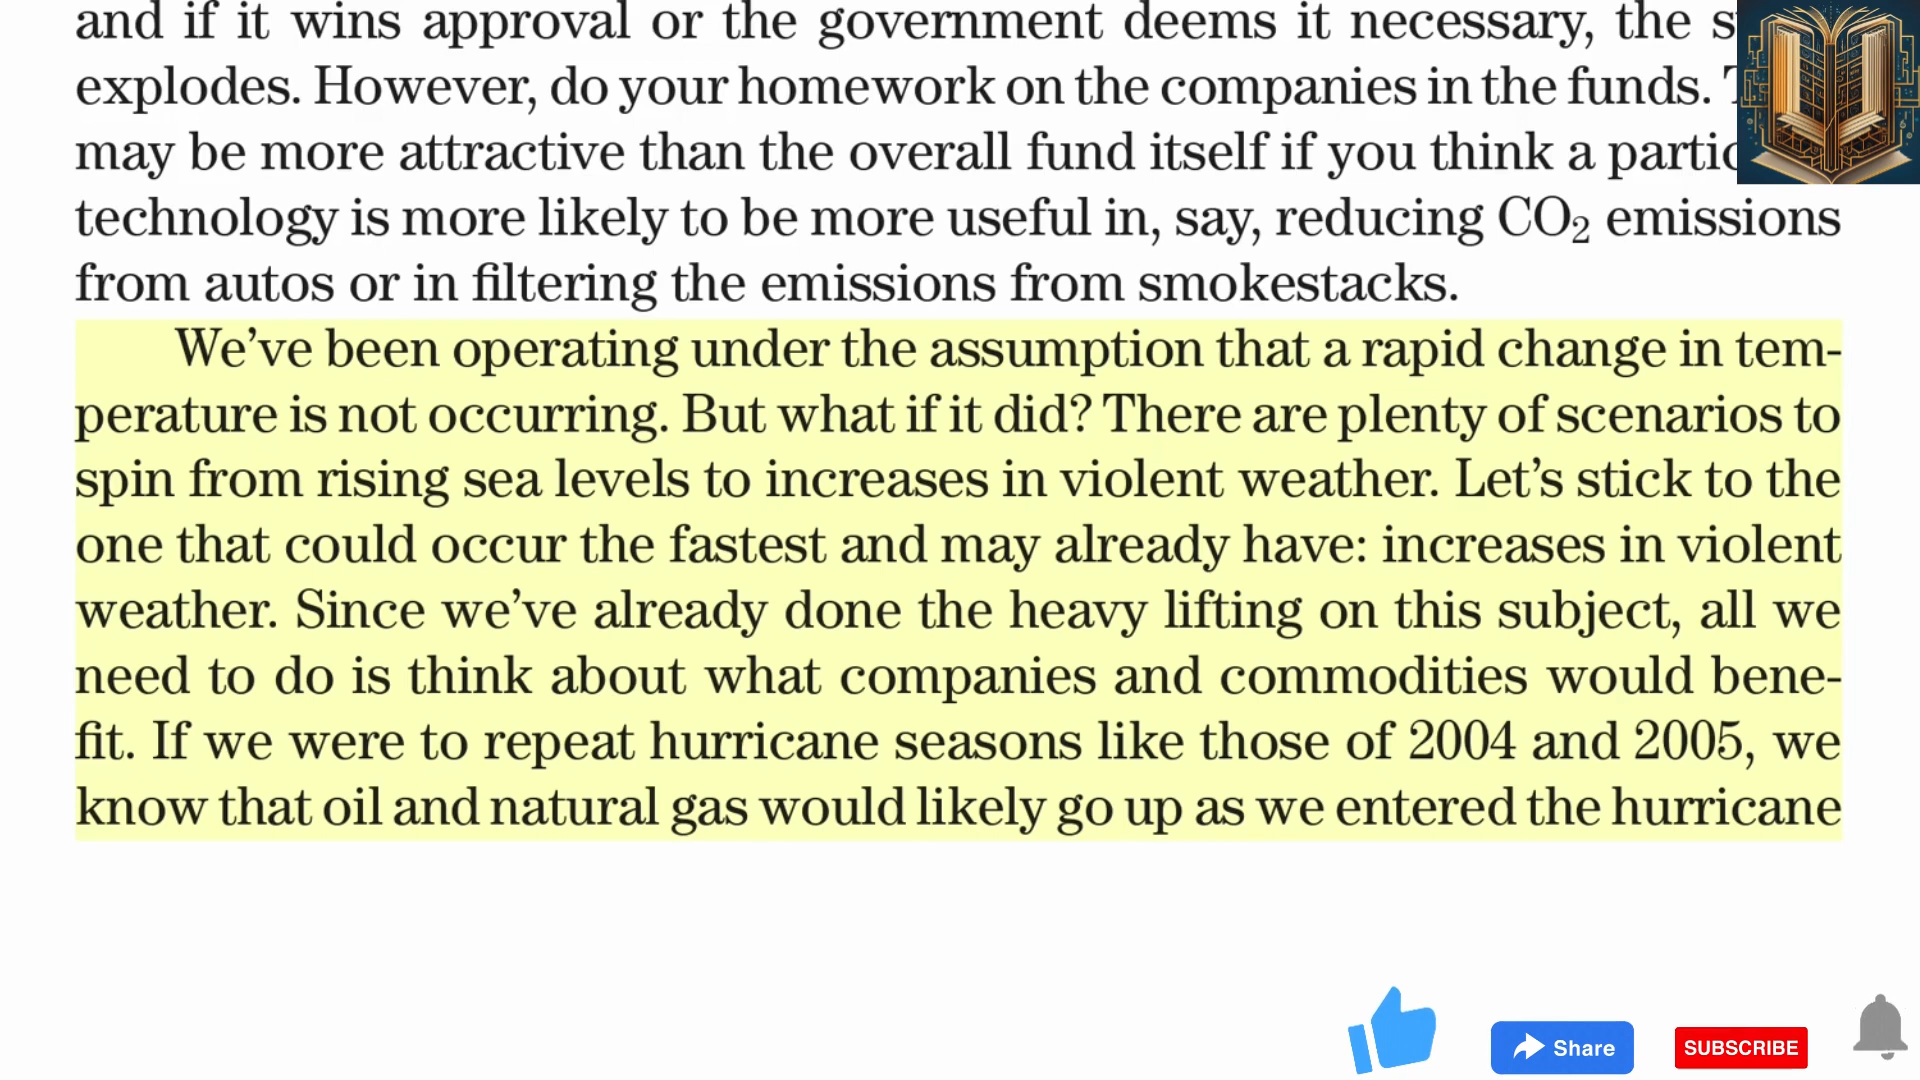 and if it wins approval or the government deems it necessary, the
explodes. However, do your homework on the companies in the funds.
may be more attractive than the overall fund itself if you think a
technology is more likely to be more useful in, say, reducing CO₂ emissions
from autos or in filtering the emissions from smokestacks.
We’ve been operating under the assumption that a rapid change in tem-
perature is not occurring. But what if it did? There are plenty of scenarios to
spin from rising sea levels to increases in violent weather. Let’s stick to the
one that could occur the fastest and may already have: increases in violent
weather. Since we’ve already done the heavy lifting on this subject, all we
need to do is think about what companies and commodities would bene-
fit. If we were to repeat hurricane seasons like those of 2004 and 2005, we
know that oil and natural gas would likely go up as we entered the hurricane
Share
SUBSCRIBE